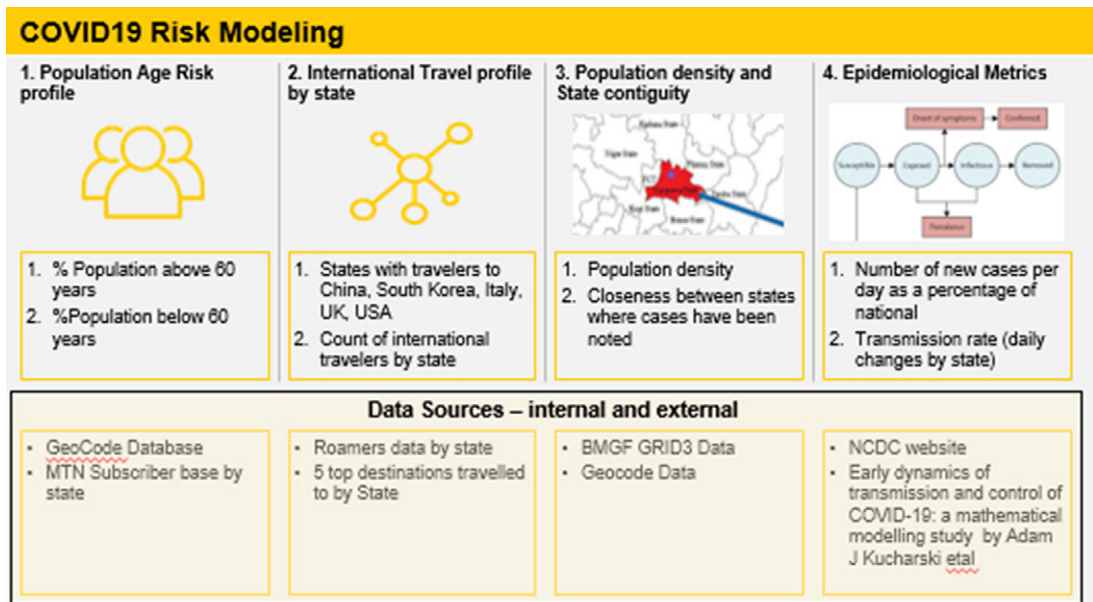 COVID19 Risk Modeling
1. Population Age Risk
profile
2. International Travel profile
by state
3. Population density and
State contiguity
4. Epidemiological Metrics
Niger State
FCT
Onset of symptoms
Confirmed
Susceptible
Exposed
Infectious
Removed
Prevalence
1. % Population above 60
years
2. %Population below 60
years
1. States with travelers to
China, South Korea, Italy,
UK, USA
2. Count of international
travelers by state
1. Population density
2. Closeness between states
where cases have been
noted
1. Number of new cases per
day as a percentage of
national
2. Transmission rate (daily
changes by state)
Data Sources – internal and external
• GeoCode Database
• MTN Subscriber base by
state
• Roamers data by state
• 5 top destinations travelled
to by State
• BMGF GRID3 Data
• Geocode Data
• NCDC website
• Early dynamics of
transmission and control of
COVID-19: a mathematical
modelling study by Adam
J Kucharski etal